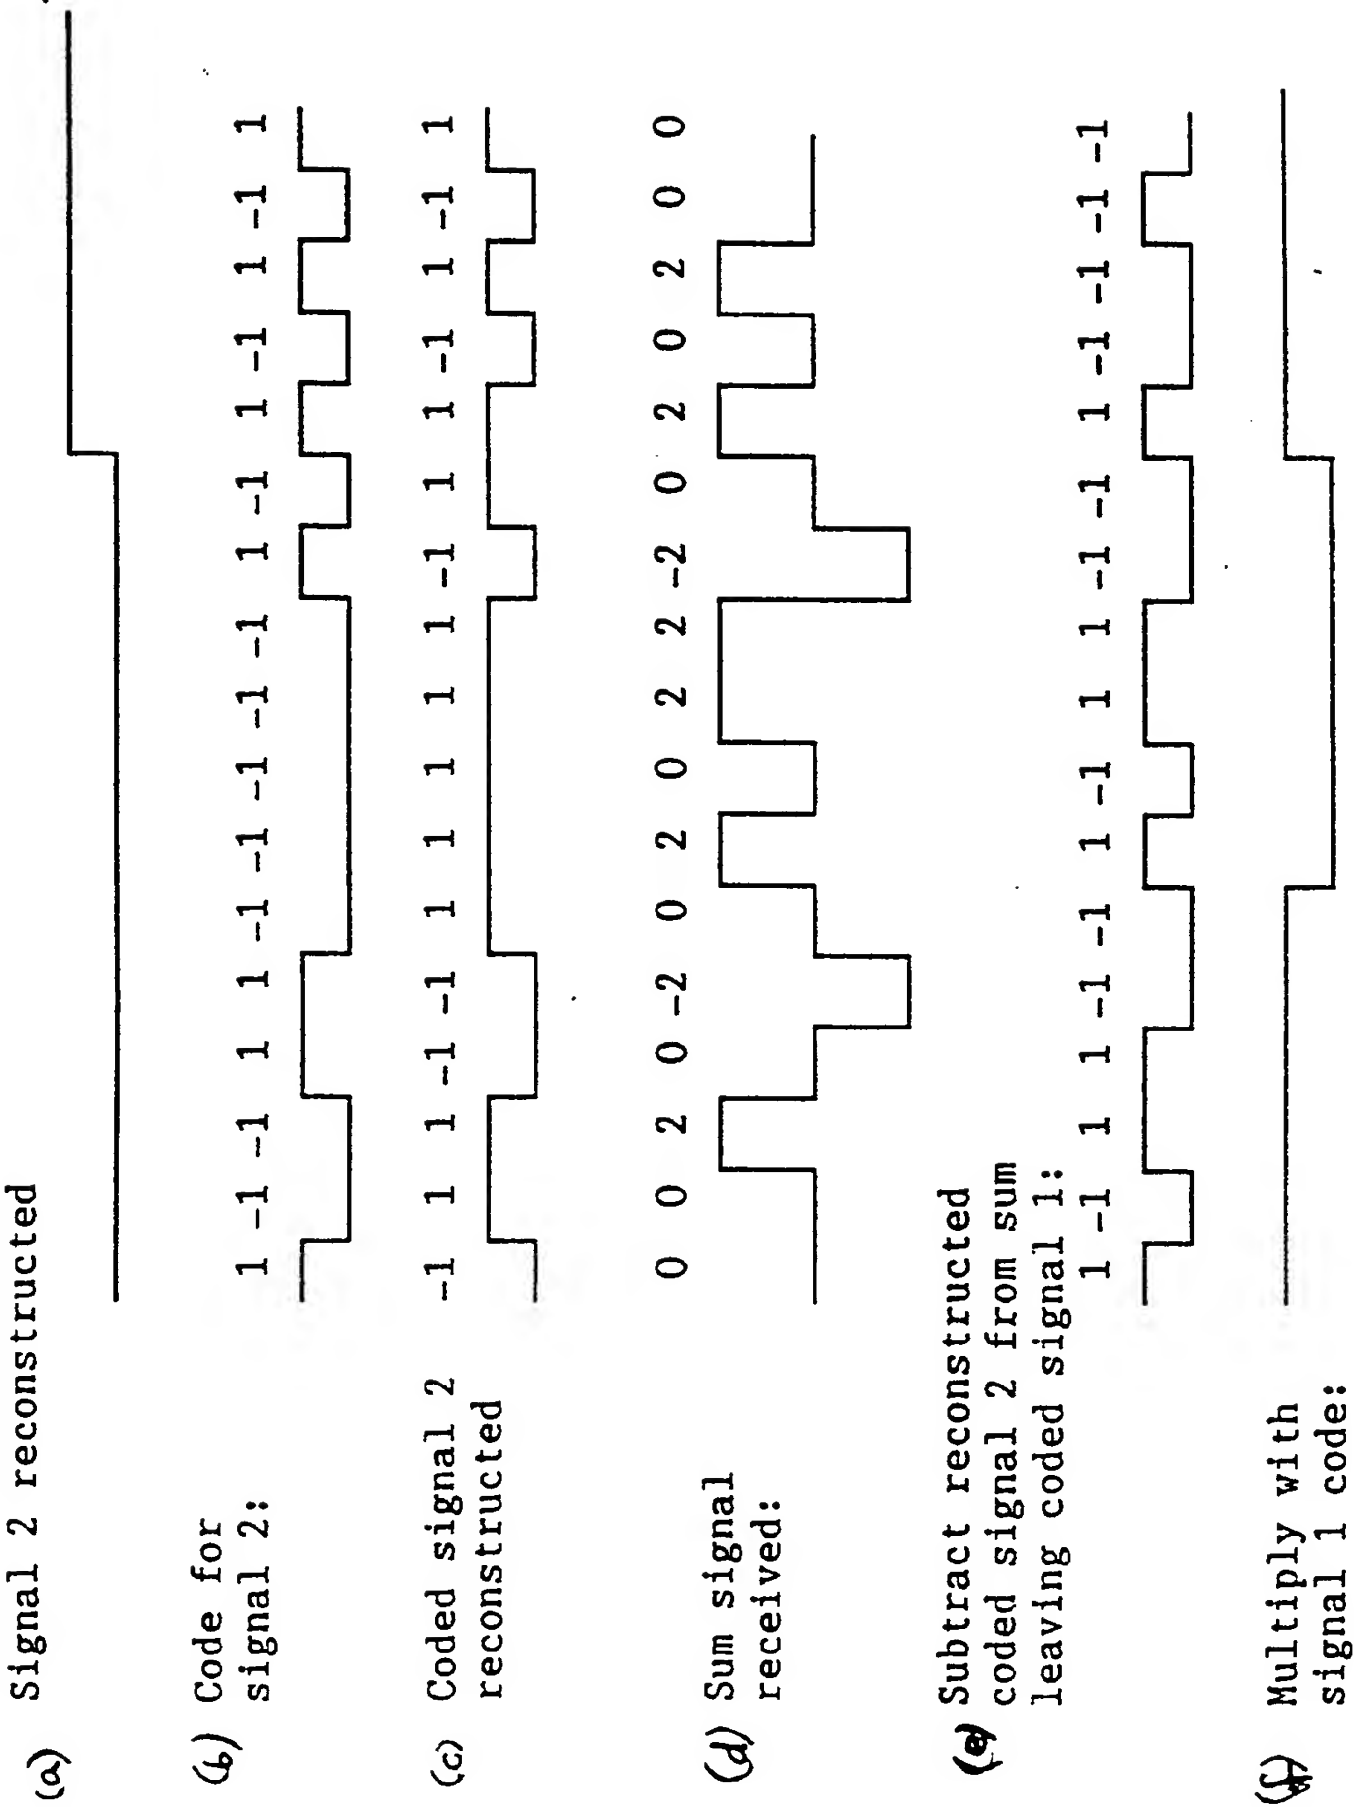 (a) Signal 2 reconstructed
(b) Code for
signal 2: 1 -1 -1 1 1 -1 -1 -1 -1 -1 1 -1 1 -1 1 -1 1
(c) Coded signal 2 -1 1 1 -1 -1 1 1 1 1 1 -1 1 1 -1 1 -1 1
reconstructed
0 0 2 0 -2 0 2 0 2 2 -2 0 2 0 2 0 0
(d) Sum signal
received:
(e) Subtract reconstructed
coded signal 2 from sum
leaving coded signal 1:
1 -1 1 1 -1 -1 1 -1 1 1 -1 -1 1 -1 -1 -1 -1
(f) Multiply with
signal 1 code: